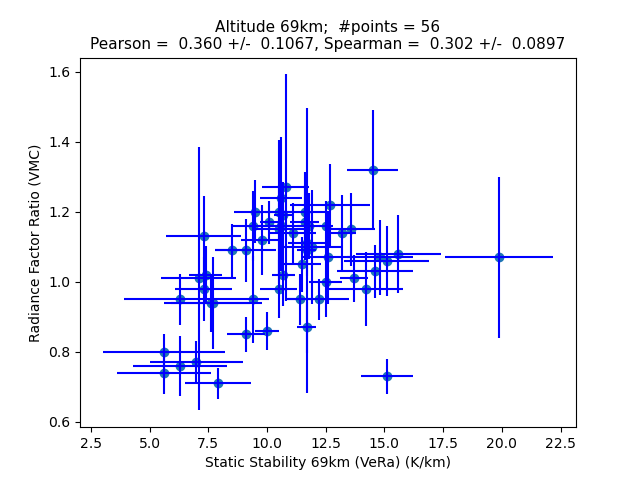 Altitude 69km;  #points = 56
Pearson =  0.360 +/-  0.1067, Spearman =  0.302 +/-  0.0897
1.6
1.4
1.2
1.0
0.8
0.6
Radiance Factor Ratio (VMC)
2.5 5.0 7.5 10.0 12.5 15.0 17.5 20.0 22.5
Static Stability 69km (VeRa) (K/km)